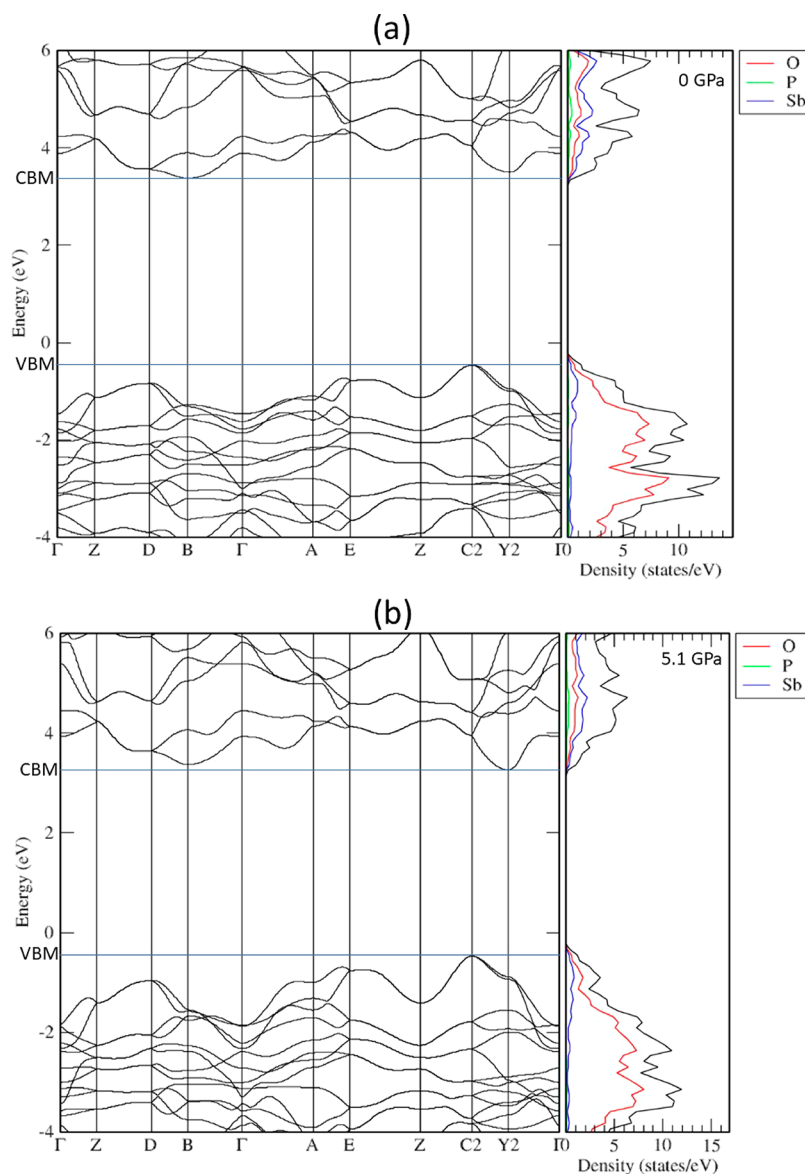 (a)
6
4
CBM
2
Energy (eV)
0
VBM
-2
-4
Γ Z D B Γ A E Z C2 Y2 Γ
0 GPa
O
P
Sb
0 5 10
Density (states/eV)
(b)
6
4
CBM
2
Energy (eV)
0
VBM
-2
-4
Γ Z D B Γ A E Z C2 Y2 Γ
5.1 GPa
O
P
Sb
0 5 10 15
Density (states/eV)